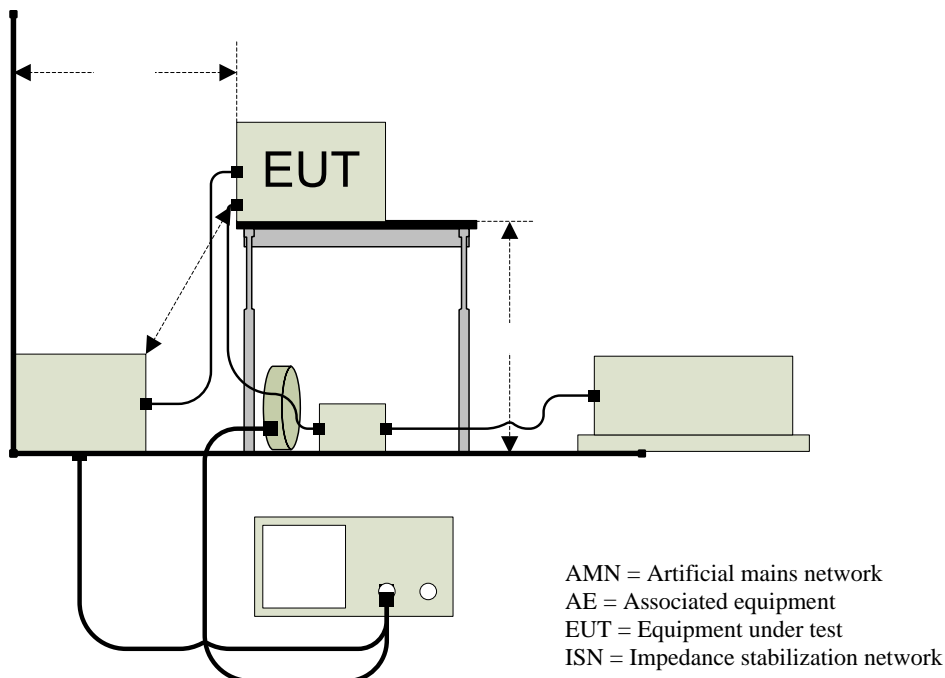 EUT
AMN = Artificial mains network
AE = Associated equipment
EUT = Equipment under test
ISN = Impedance stabilization network